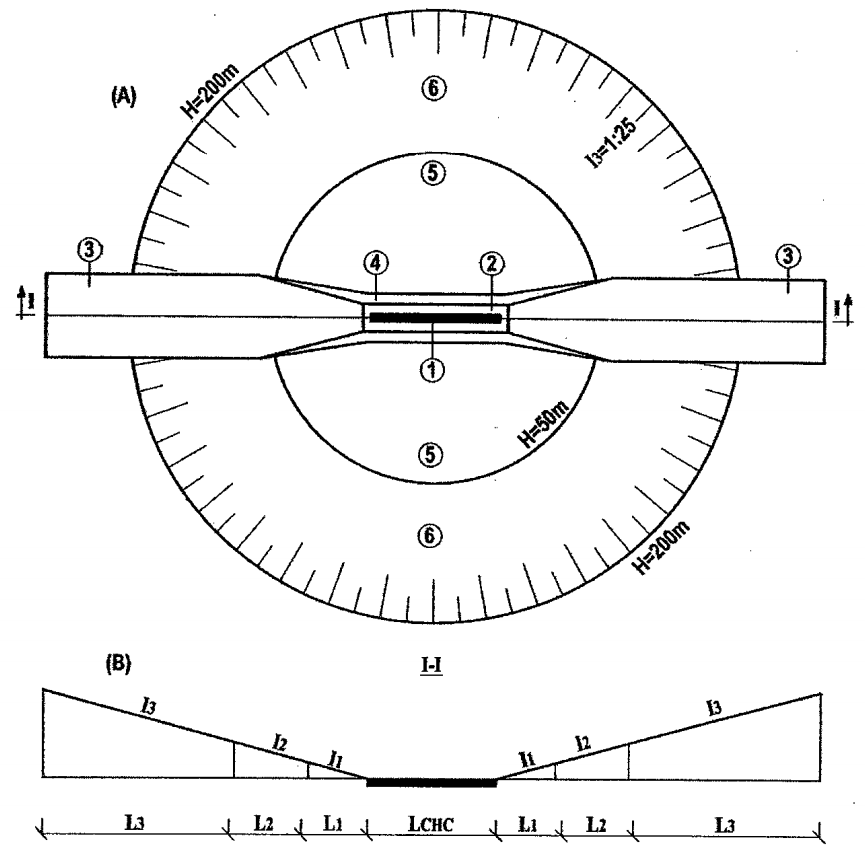 (A)
H=200m
⑥
I3=1:25
⑤
③
④
②
③
I
I
①
H=50m
⑤
⑥
H=200m
(B)
I-I
I3
I2
I1
I1
I2
I3
L3
L2
L1
LCHC
L1
L2
L3